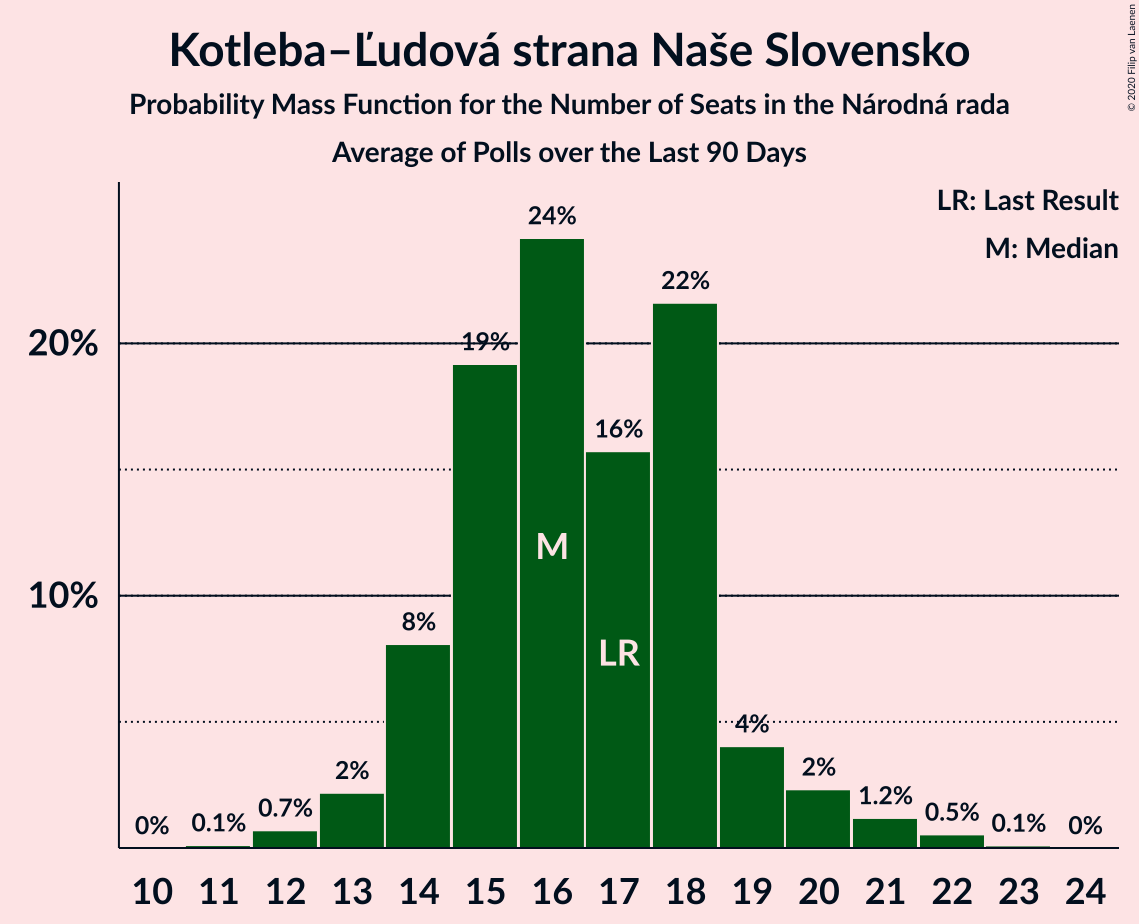 Kotleba–Ľudová strana Naše Slovensko
Probability Mass Function for the Number of Seats in the Národná rada
Average of Polls over the Last 90 Days
© 2020 Filip van Laenen
LR: Last Result
M: Median
20%
10%
0%
0.1%
0.7%
2%
8%
19%
24%
16%
22%
4%
2%
1.2%
0.5%
0.1%
0%
M
LR
10 11 12 13 14 15 16 17 18 19 20 21 22 23 24